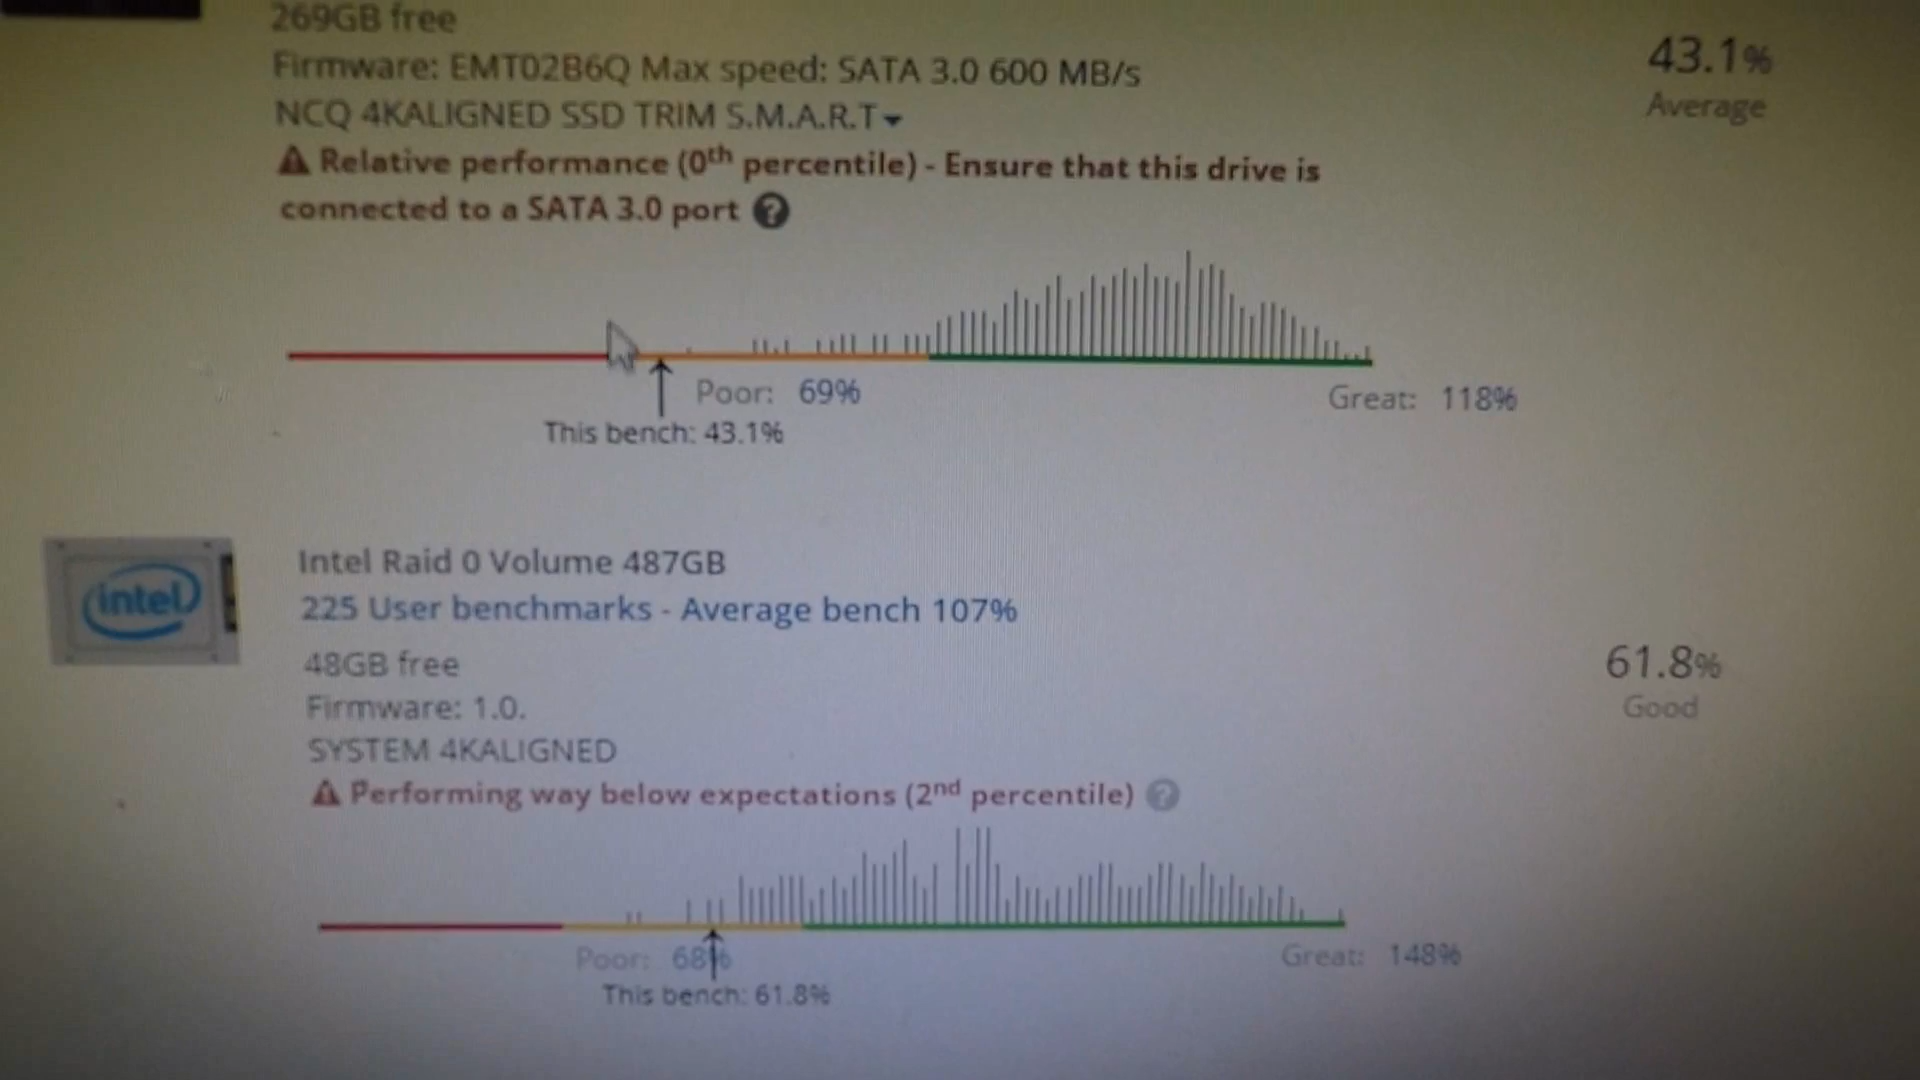 269GB free
Firmware: EMT02B6Q Max speed: SATA 3.0 600 MB/s
43.1%
NCQ 4KALIGNED SSD TRIM S.M.A.R.T
Average
Relative performance (0th percentile) - Ensure that this drive is
connected to a SATA 3.0 port ?
Poor: 69%
Great: 118%
This bench: 43.1%
intel
Intel Raid 0 Volume 487GB
225 User benchmarks - Average bench 107%
48GB free
61.8%
Firmware: 1.0.
Good
SYSTEM 4KALIGNED
Performing way below expectations (2nd percentile) ?
Poor: 68%
Great: 148%
This bench: 61.8%